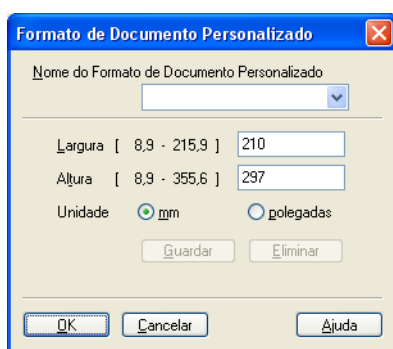 Formato de Documento Personalizado
Nome do Formato de Documento Personalizado
Largura [ 8,9 - 215,9 ] 210
Altura [ 8,9 - 355,6 ] 297
Unidade mm polegadas
Guardar Eliminar
OK Cancelar Ajuda